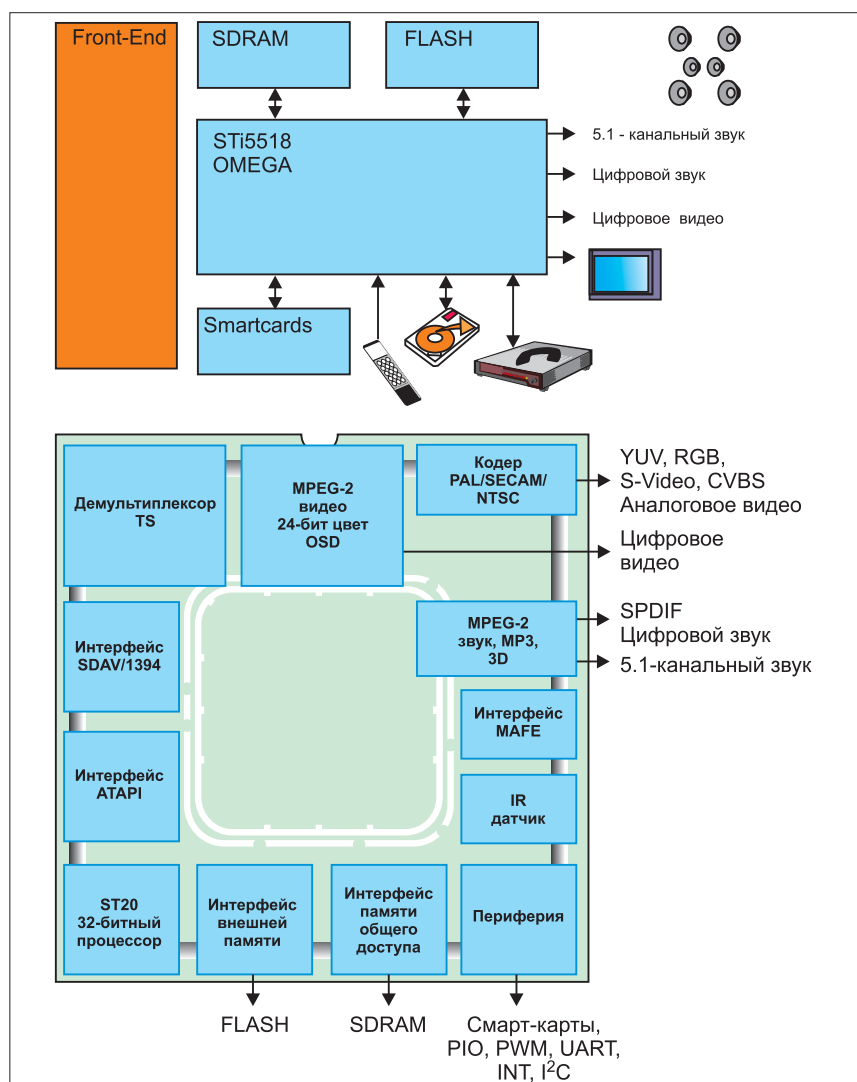 Front-End
SDRAM
FLASH
STi5518
OMEGA
5.1 - канальный звук
Цифровой звук
Цифровое видео
Smartcards
Демультиплексор
TS
MPEG-2
видео
24-бит цвет
OSD
Кодер
PAL/SECAM/
NTSC
YUV, RGB,
S-Video, CVBS
Аналоговое видео
Цифровое
видео
Интерфейс
SDAV/1394
MPEG-2
звук, MP3,
3D
SPDIF
Цифровой звук
5.1-канальный звук
Интерфейс
MAFE
Интерфейс
ATAPI
IR
датчик
ST20
32-битный
процессор
Интерфейс
внешней
памяти
Интерфейс
памяти
общего
доступа
Периферия
FLASH
SDRAM
Смарт-карты,
PIO, PWM, UART,
INT, I²C